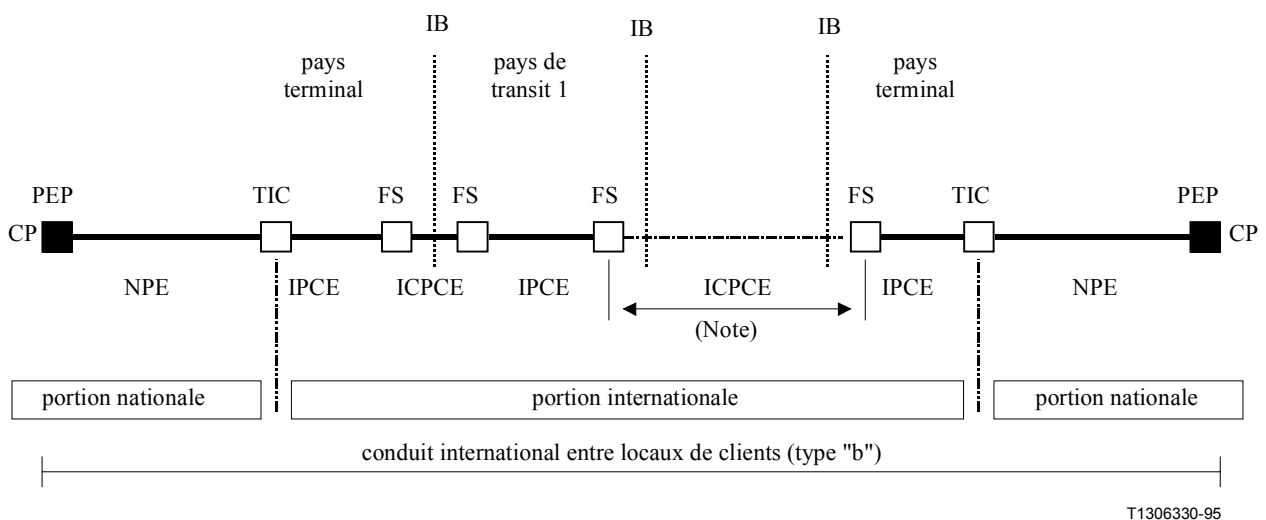 IB IB IB
pays terminal
pays de transit 1
pays terminal
PEP TIC FS FS FS FS TIC PEP
CP CP
NPE IPCE ICPCE IPCE ICPCE IPCE NPE
(Note)
portion nationale portion internationale portion nationale
conduit international entre locaux de clients (type "b")
T1306330-95